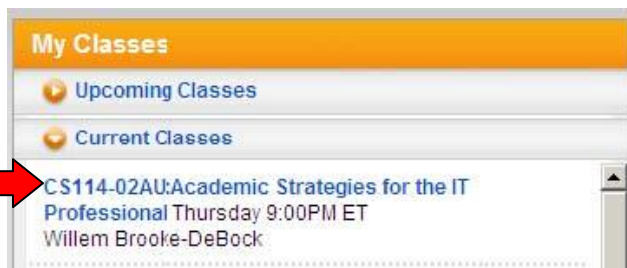 My Classes
Upcoming Classes
Current Classes
CS114-02AU:Academic Strategies for the IT
Professional Thursday 9:00PM ET
Willem Brooke-DeBock